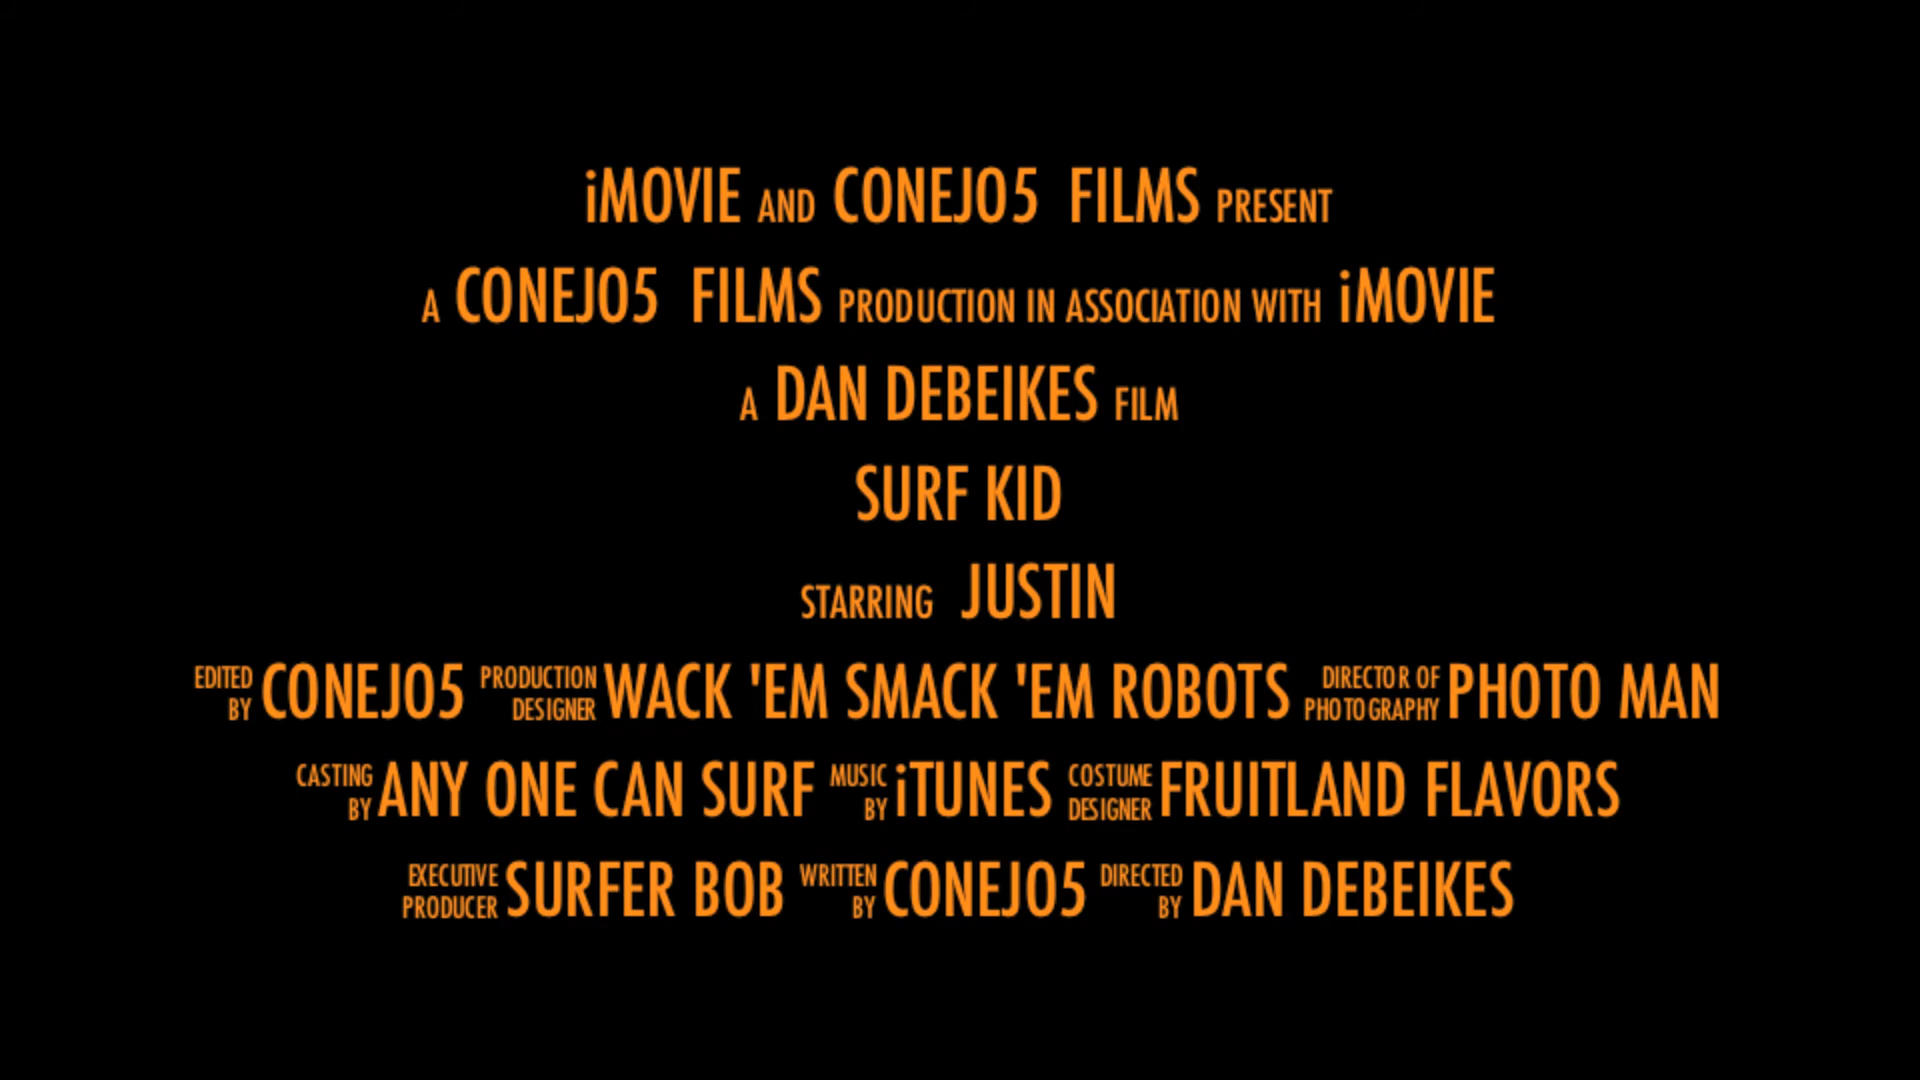 iMOVIE AND CONEJO5 FILMS PRESENT
A CONEJO5 FILMS PRODUCTION IN ASSOCIATION WITH iMOVIE
A DAN DEBEIKES FILM
SURF KID
STARRING JUSTIN
EDITED BY CONEJO5 PRODUCTION DESIGNER WACK 'EM SMACK 'EM ROBOTS DIRECTOR OF PHOTOGRAPHY PHOTO MAN
CASTING BY ANY ONE CAN SURF MUSIC BY iTUNES COSTUME DESIGNER FRUITLAND FLAVORS
EXECUTIVE PRODUCER SURFER BOB WRITTEN BY CONEJO5 DIRECTED BY DAN DEBEIKES